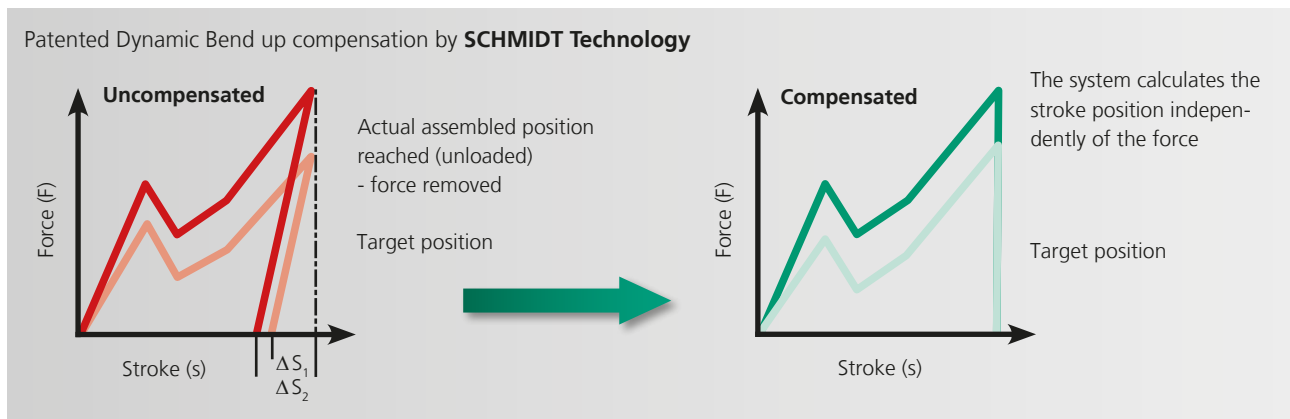 Patented Dynamic Bend up compensation by SCHMIDT Technology
Uncompensated
Force (F)
Stroke (s)
ΔS₁
ΔS₂
Actual assembled position
reached (unloaded)
- force removed
Target position
Compensated
Force (F)
Stroke (s)
The system calculates the
stroke position indepen-
dently of the force
Target position